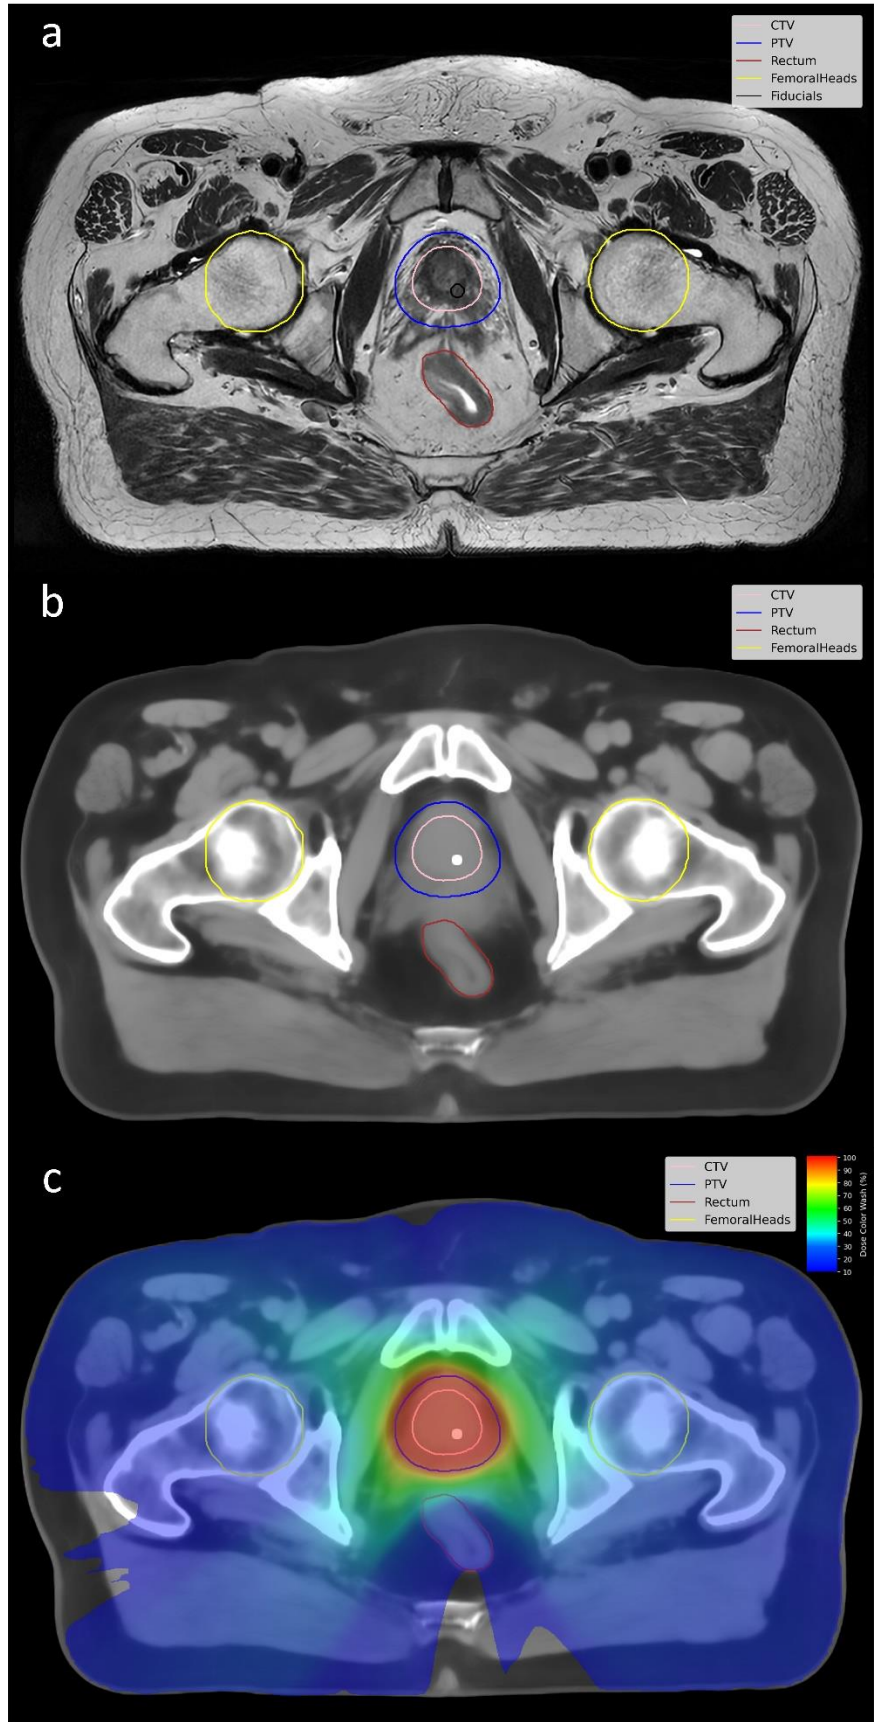 a
CTV
PTV
Rectum
FemoralHeads
Fiducials
b
CTV
PTV
Rectum
FemoralHeads
c
CTV
PTV
Rectum
FemoralHeads
100
90
80
70
60
50
40
30
20
10
Dose Color Wash (%)